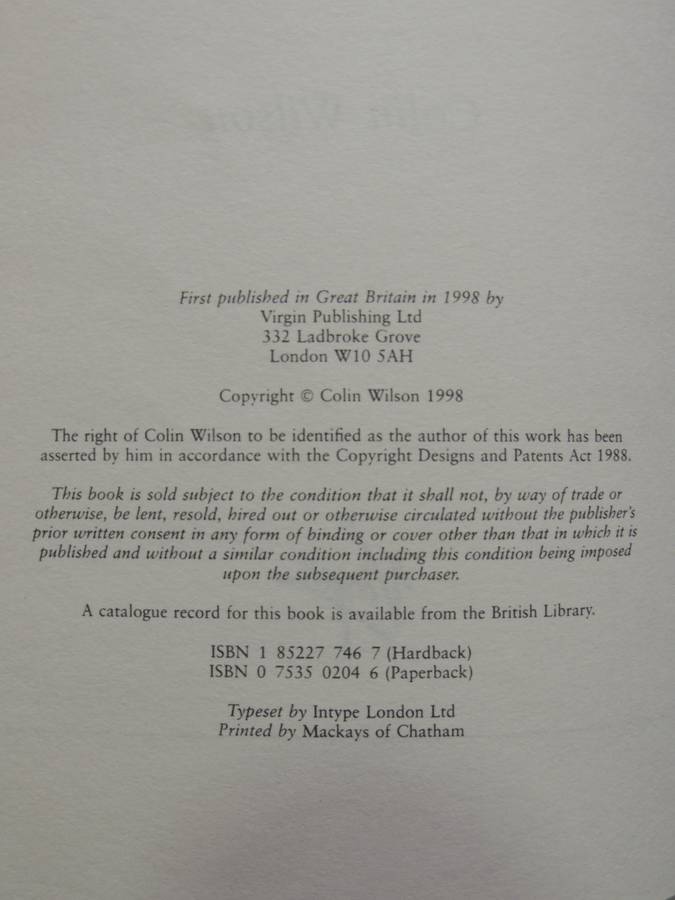 First published in Great Britain in 1998 by
Virgin Publishing Ltd
332 Ladbroke Grove
London W10 5AH
Copyright © Colin Wilson 1998
The right of Colin Wilson to be identified as the author of this work has been
asserted by him in accordance with the Copyright Designs and Patents Act 1988.
This book is sold subject to the condition that it shall not, by way of trade or
otherwise, be lent, resold, hired out or otherwise circulated without the publisher's
prior written consent in any form of binding or cover other than that in which it is
published and without a similar condition including this condition being imposed
upon the subsequent purchaser.
A catalogue record for this book is available from the British Library.
ISBN 1 85227 746 7 (Hardback)
ISBN 0 7535 0204 6 (Paperback)
Typeset by Intype London Ltd
Printed by Mackays of Chatham